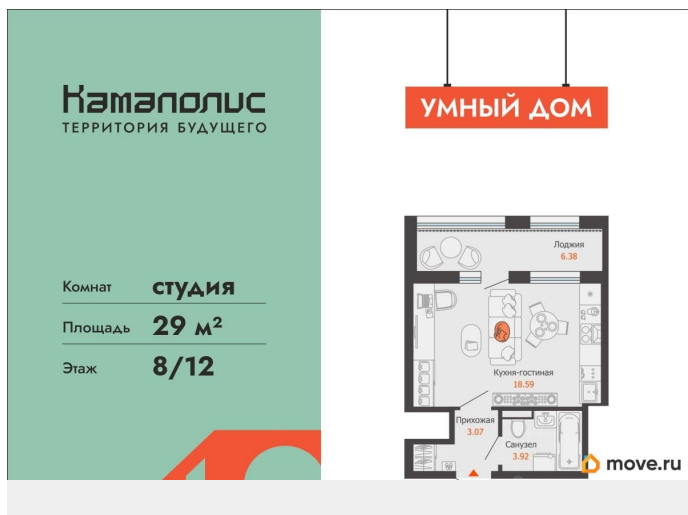 Камаполис
ТЕРРИТОРИЯ БУДУЩЕГО
Комнат студия
Площадь 29 м²
Этаж 8/12
УМНЫЙ ДОМ
Лоджия
6.38
Кухня-гостиная
18.59
Прихожая
3.07
Санузел
3.92
move.ru